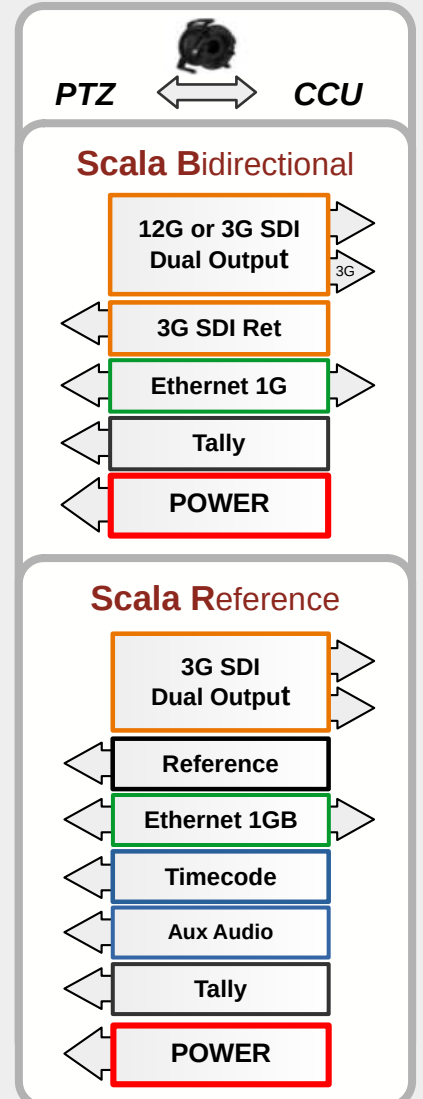 PTZ CCU
Scala Bidirectional
12G or 3G SDI
Dual Output
3G
3G SDI Ret
Ethernet 1G
Tally
POWER
Scala Reference
3G SDI
Dual Output
Reference
Ethernet 1GB
Timecode
Aux Audio
Tally
POWER